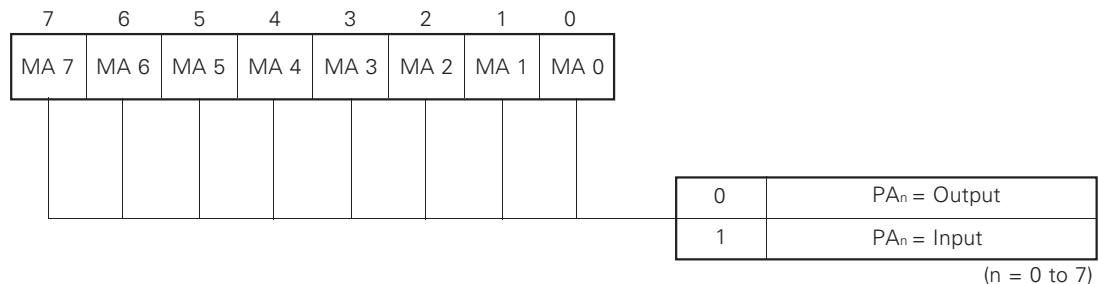 7 6 5 4 3 2 1 0
MA 7 MA 6 MA 5 MA 4 MA 3 MA 2 MA 1 MA 0
0 PAn = Output
1 PAn = Input
(n = 0 to 7)